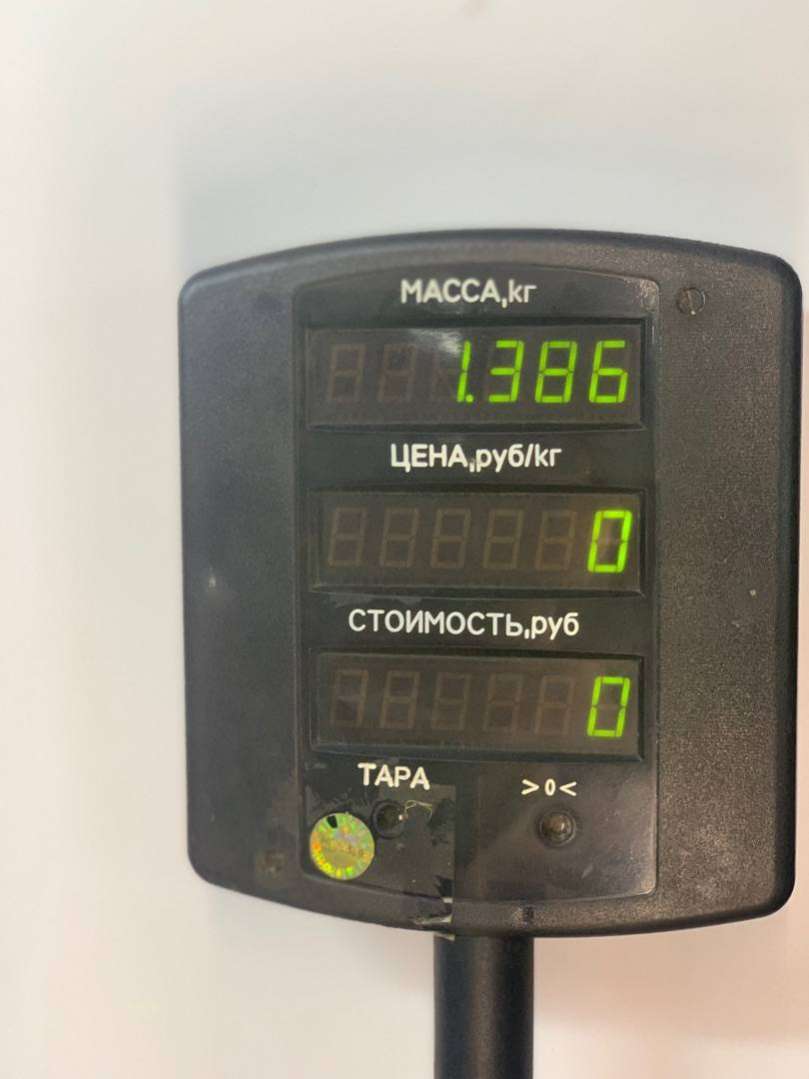 МАССА,кг
1.386
ЦЕНА,руб/кг
0
СТОИМОСТЬ,руб
0
ТАРА >0<